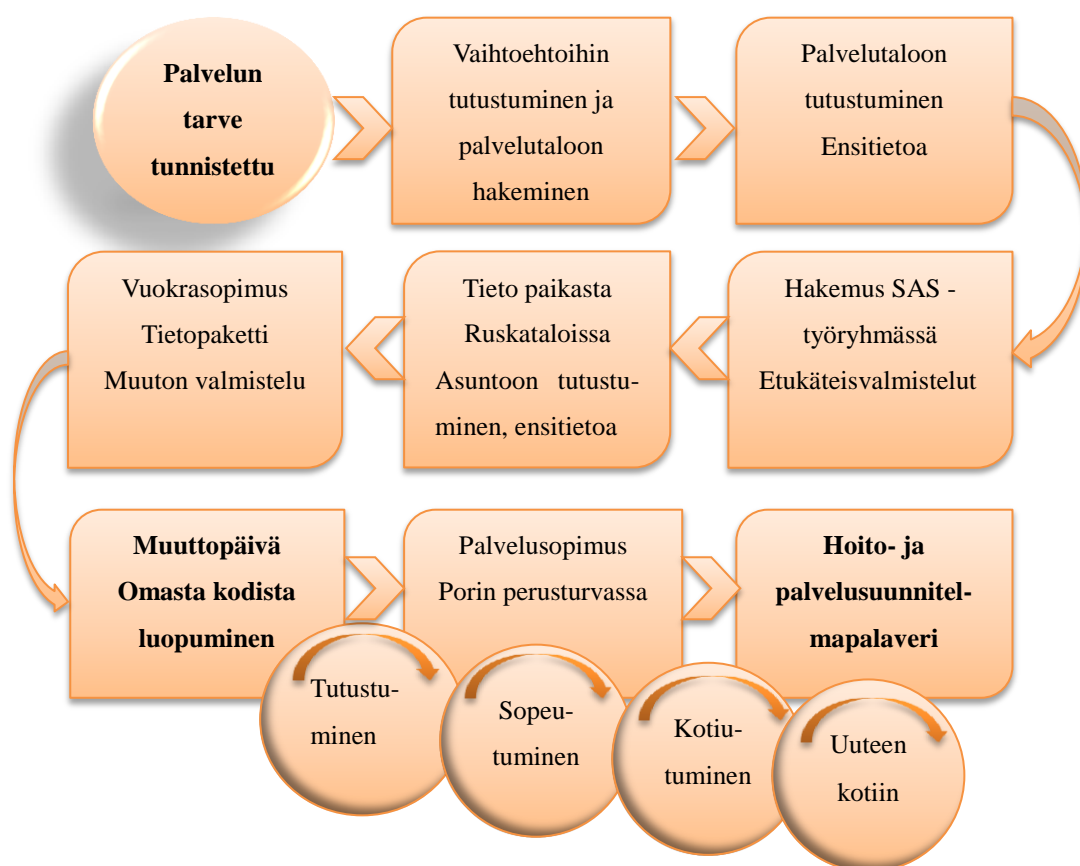 Palvelun
tarve
tunnistettu
Vaihtoehtoihin
tutustuminen ja
palvelutaloon
hakeminen
Palvelutaloon
tutustuminen
Ensitietoa
Hakemus SAS -
työryhmässä
Etukäteisvalmistelut
Tieto paikasta
Ruskataloissa
Asuntoon tutustu-
minen, ensitietoa
Vuokrasopimus
Tietopaketti
Muuton valmistelu
Muuttopäivä
Omasta kodista
luopuminen
Palvelusopimus
Porin perusturvassa
Hoito- ja
palvelusuunnitel-
mapalaveri
Tutustu-
minen
Sopeu-
tuminen
Kotiu-
tuminen
Uuteen
kotiin